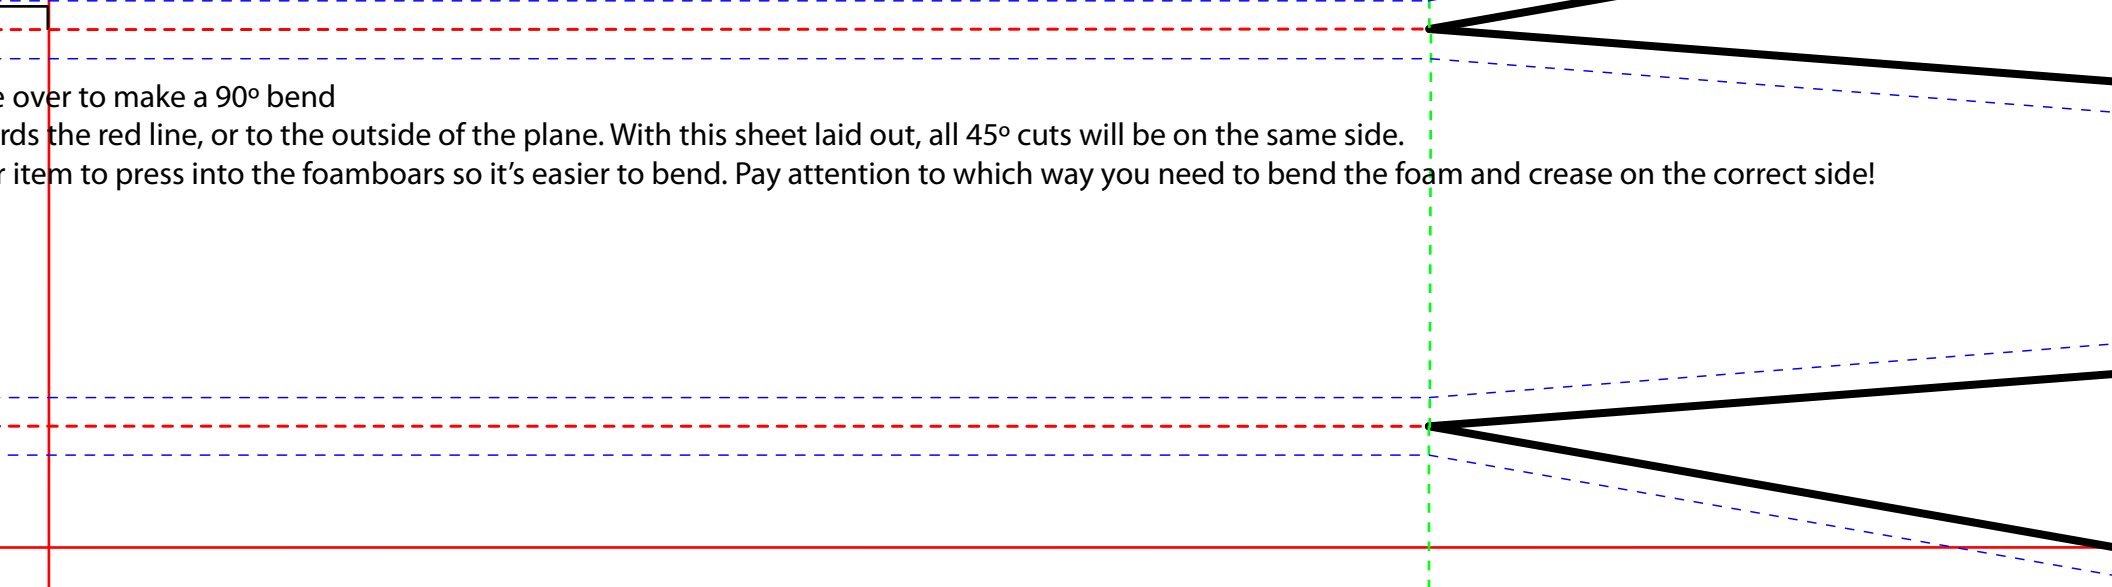 e over to make a 90º bend
rds the red line, or to the outside of the plane. With this sheet laid out, all 45º cuts will be on the same side.
r item to press into the foamboars so it’s easier to bend. Pay attention to which way you need to bend the foam and crease on the correct side!